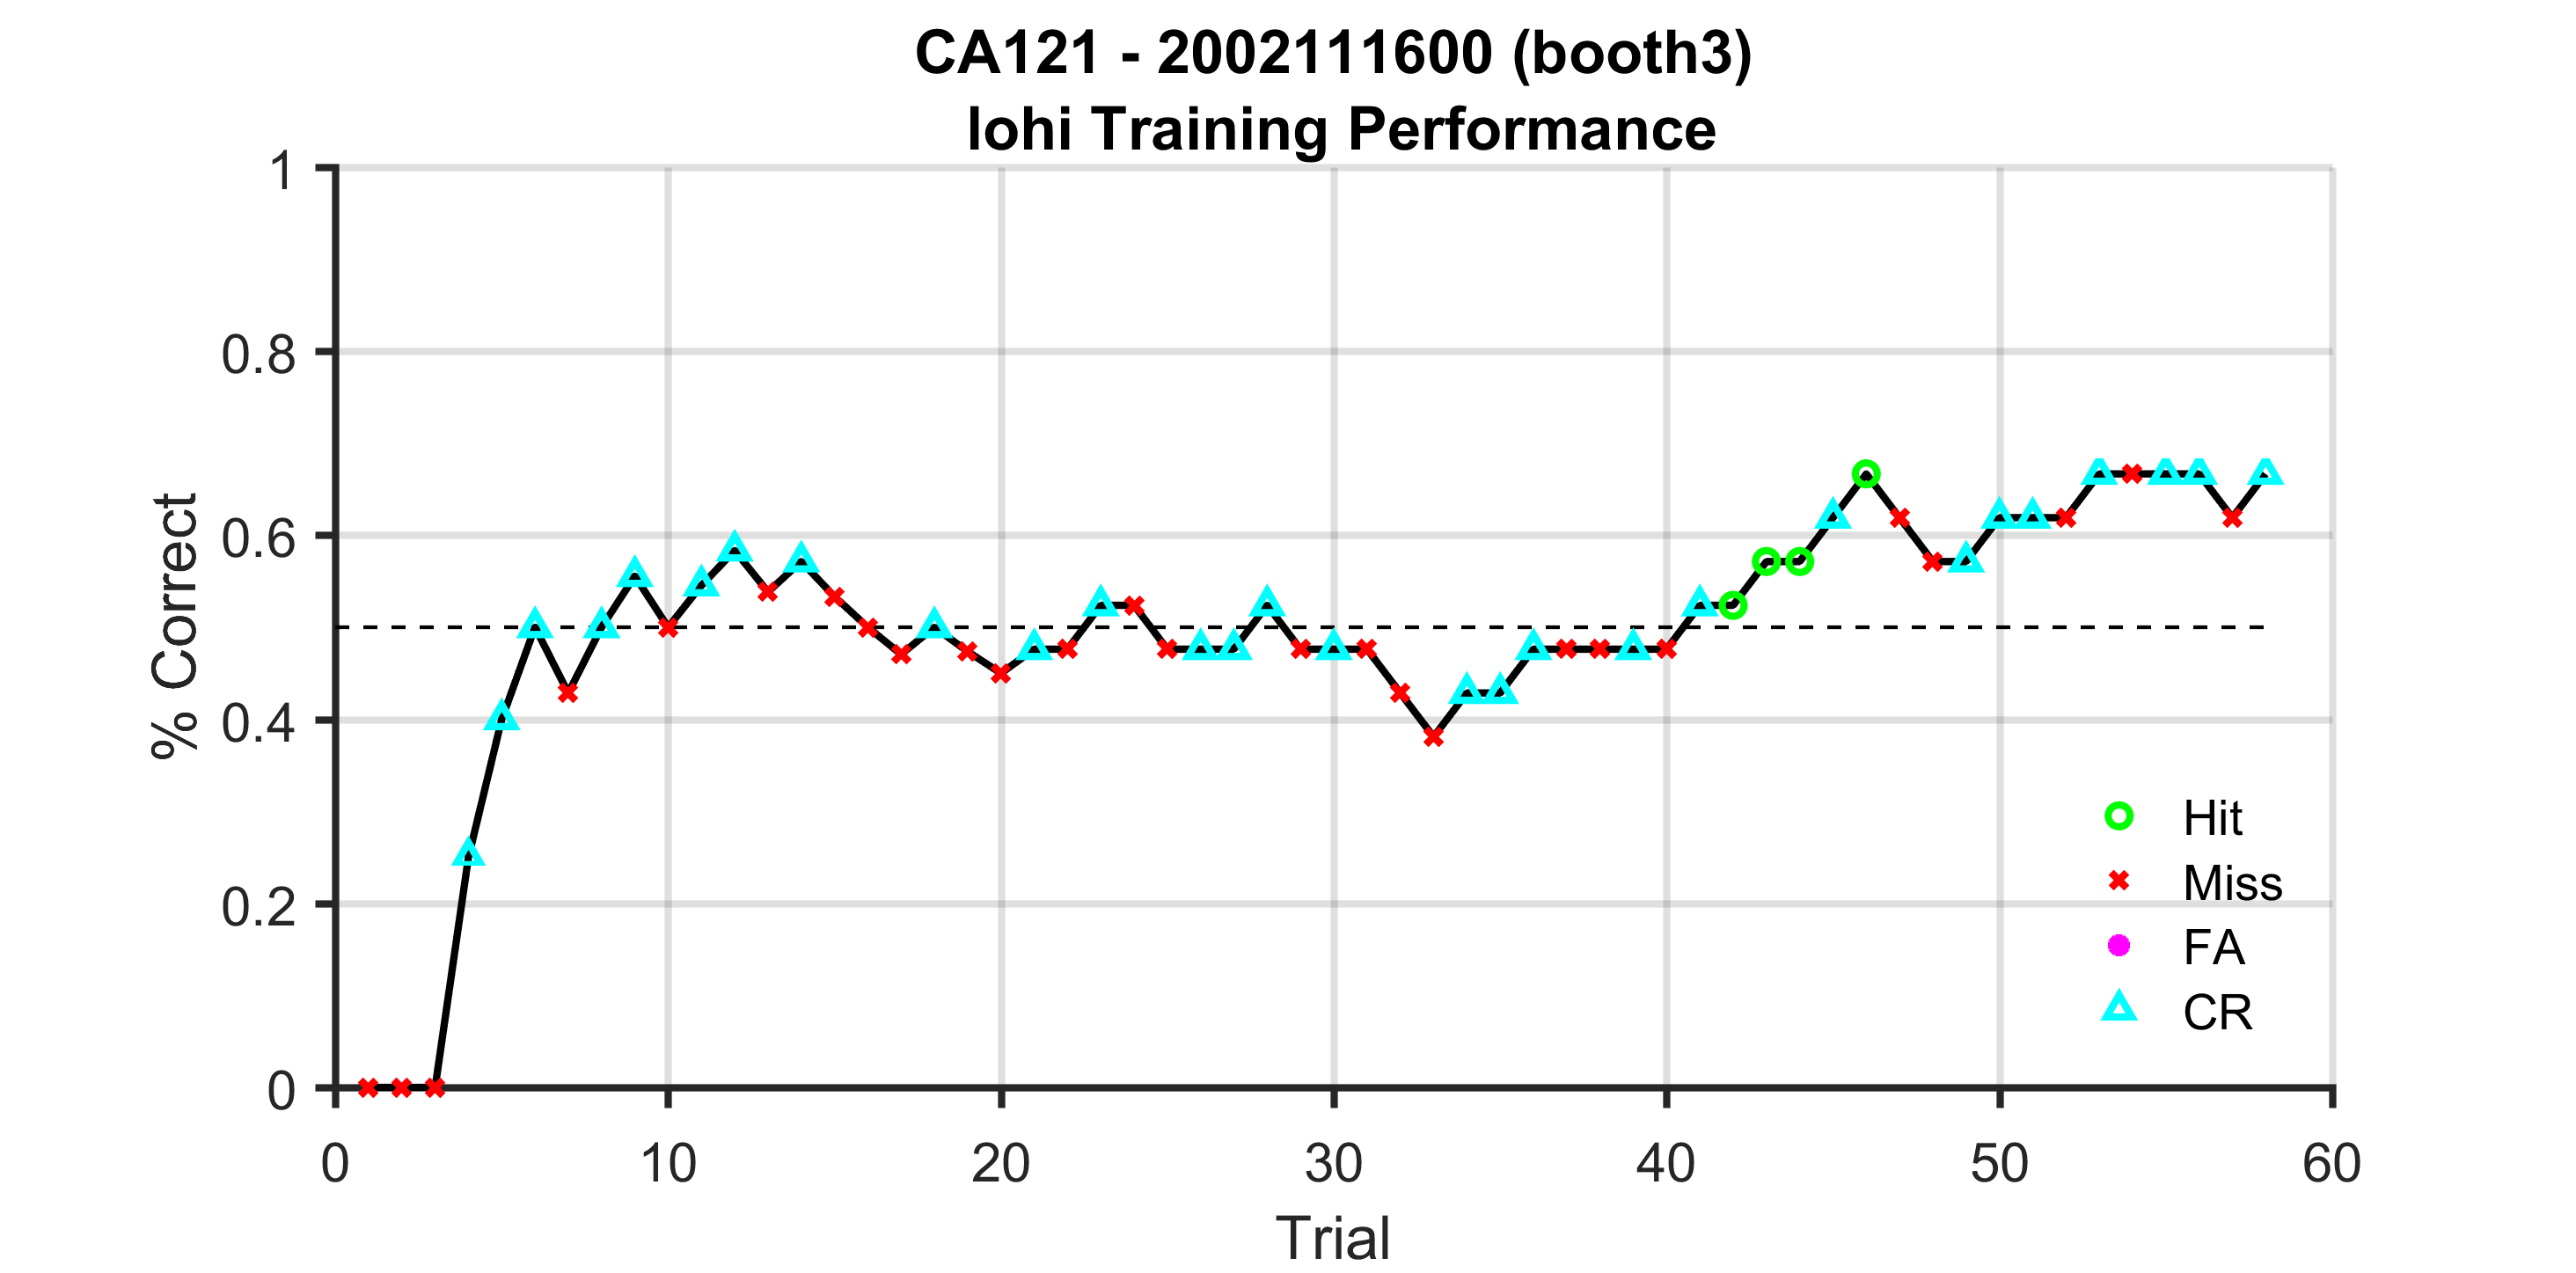 CA121 - 2002111600 (booth3)
lohi Training Performance
1
0.8
0.6
0.4
0.2
0
% Correct
Hit
Miss
FA
CR
0 10 20 30 40 50 60
Trial